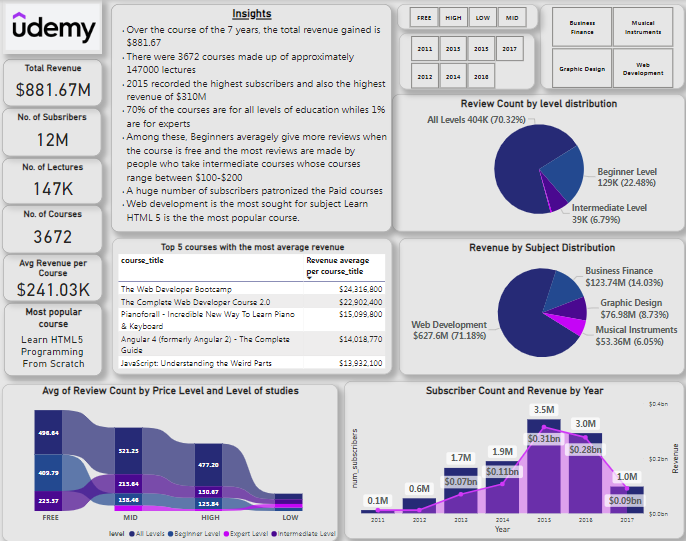 ûdemy
Total Revenue
$881.67M
No. of Subsribers
12M
No. of Lectures
147K
No. of Courses
3672
Avg Revenue per
Course
$241.03K
Most popular
course
Learn HTML5
Programming
From Scratch
Insights
. Over the course of the 7 years, the total revenue gained is
$881.67
. There were 3672 courses made up of approximately
147000 lectures
. 2015 recorded the highest subscribers and also the highest
revenue of $310M
. 70% of the courses are for all levels of education whiles 1%
are for experts
. Among these, Beginners averagely give more reviews when
the course is free and the most reviews are made by
people who take intermediate courses whose courses
range between $100-$200
. A huge number of subscribers patronized the Paid courses
. Web development is the most sought for subject Learn
HTML 5 is the the most popular course.
FREE HIGH LOW MID
2011 2013 2015 2017
2012 2014 2016
Business
Finance
Musical
Instruments
Graphic Design
Web
Development
Review Count by level distribution
All Levels 404K (70.32%)
Beginner Level
129K (22.48%)
Intermediate Level
39K (6.79%)
Top 5 courses with the most average revenue
course_title Revenue average
per course_title
The Web Developer Bootcamp $24,316,800
The Complete Web Developer Course 2.0 $22,902,400
Pianoforall - Incredible New Way To Learn Piano
& Keyboard $15,099,800
Angular 4 (formerly Angular 2) - The Complete
Guide $14,018,770
JavaScript: Understanding the Weird Parts $13,932,100
Revenue by Subject Distribution
Business Finance
$123.74M (14.03%)
Graphic Design
$76.98M (8.73%)
Musical Instruments
$53.36M (6.05%)
Web Development
$627.6M (71.18%)
Avg of Review Count by Price Level and Level of studies
498.64
409.79
223.37
521.25
213.64
138.46
477.20
130.67
125.84
FREE MID HIGH LOW
level All Levels Beginner Level Expert Level Intermediate Level
Subscriber Count and Revenue by Year
num_subscribers
0.1M
0.6M
1.7M
1.9M
3.5M
3.0M
1.0M
$0.07bn
$0.11bn
$0.31bn
$0.28bn
$0.09bn
$0.4bn
$0.2bn
$0.0bn
Revenue
2011 2012 2013 2014 2015 2016 2017
Year